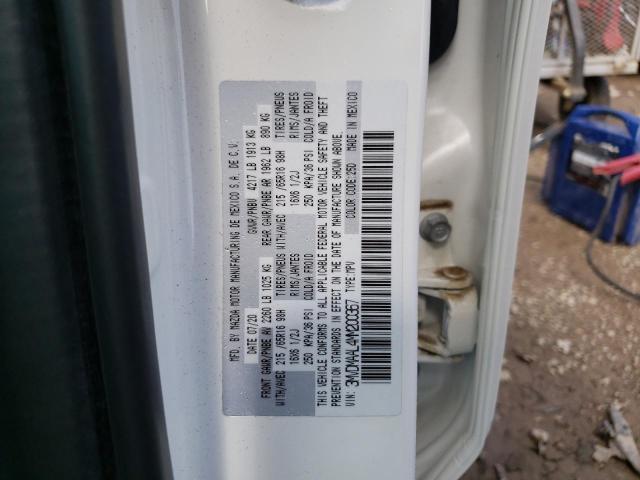 MFD. BY MAZDA MOTOR MANUFACTURING DE MEXICO S.A. DE C.V.
DATE 07/20 GVWR/PNBV 4217 LB 1913 KG
FRONT GAWR/PNBE AV 2260 LB 1025 KG REAR GAWR/PNBE AR 1962 LB 890 KG
WITH/AVEC 215 /65R16 98H TIRES/PNEUS WITH/AVEC 215 /65R16 98H TIRES/PNEUS
16X6 1/2J RIMS/JANTES 16X6 1/2J RIMS/JANTES
250 KPA/36 PSI COLD/A FROID 250 KPA/36 PSI COLD/A FROID
THIS VEHICLE CONFORMS TO ALL APPLICABLE FEDERAL MOTOR VEHICLE SAFETY AND THEFT
PREVENTION STANDARDS IN EFFECT ON THE DATE OF MANUFACTURE SHOWN ABOVE.
VIN: TYPE:MPV COLOR/CODE:25D MADE IN MEXICO